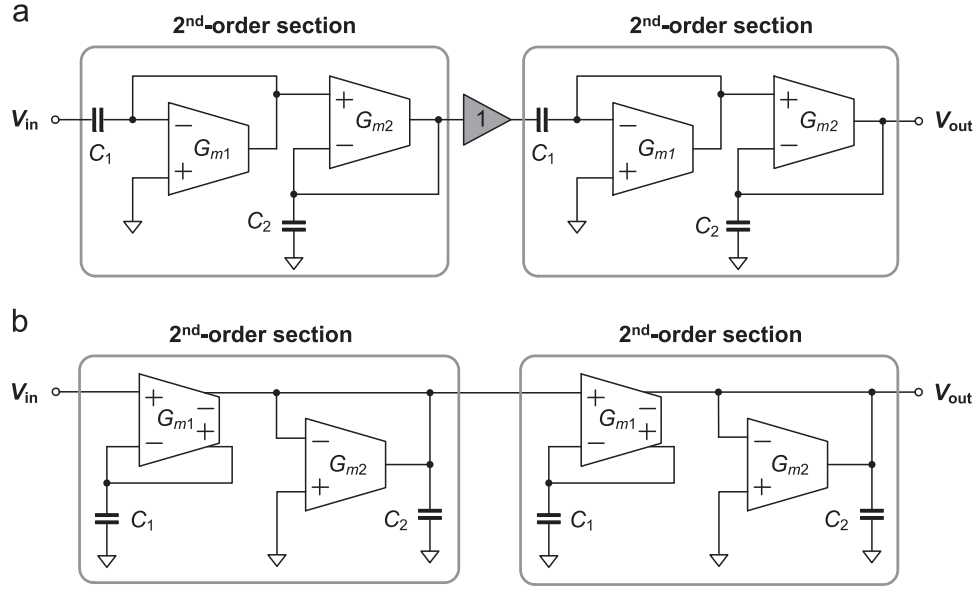 a
2nd-order section
2nd-order section
Vin
C1
−
+
Gm1
+
−
Gm2
C2
1
C1
−
+
Gm1
+
−
Gm2
C2
Vout
b
2nd-order section
2nd-order section
Vin
+
−
Gm1
−
+
C1
−
+
Gm2
C2
+
−
Gm1
−
+
C1
−
+
Gm2
C2
Vout